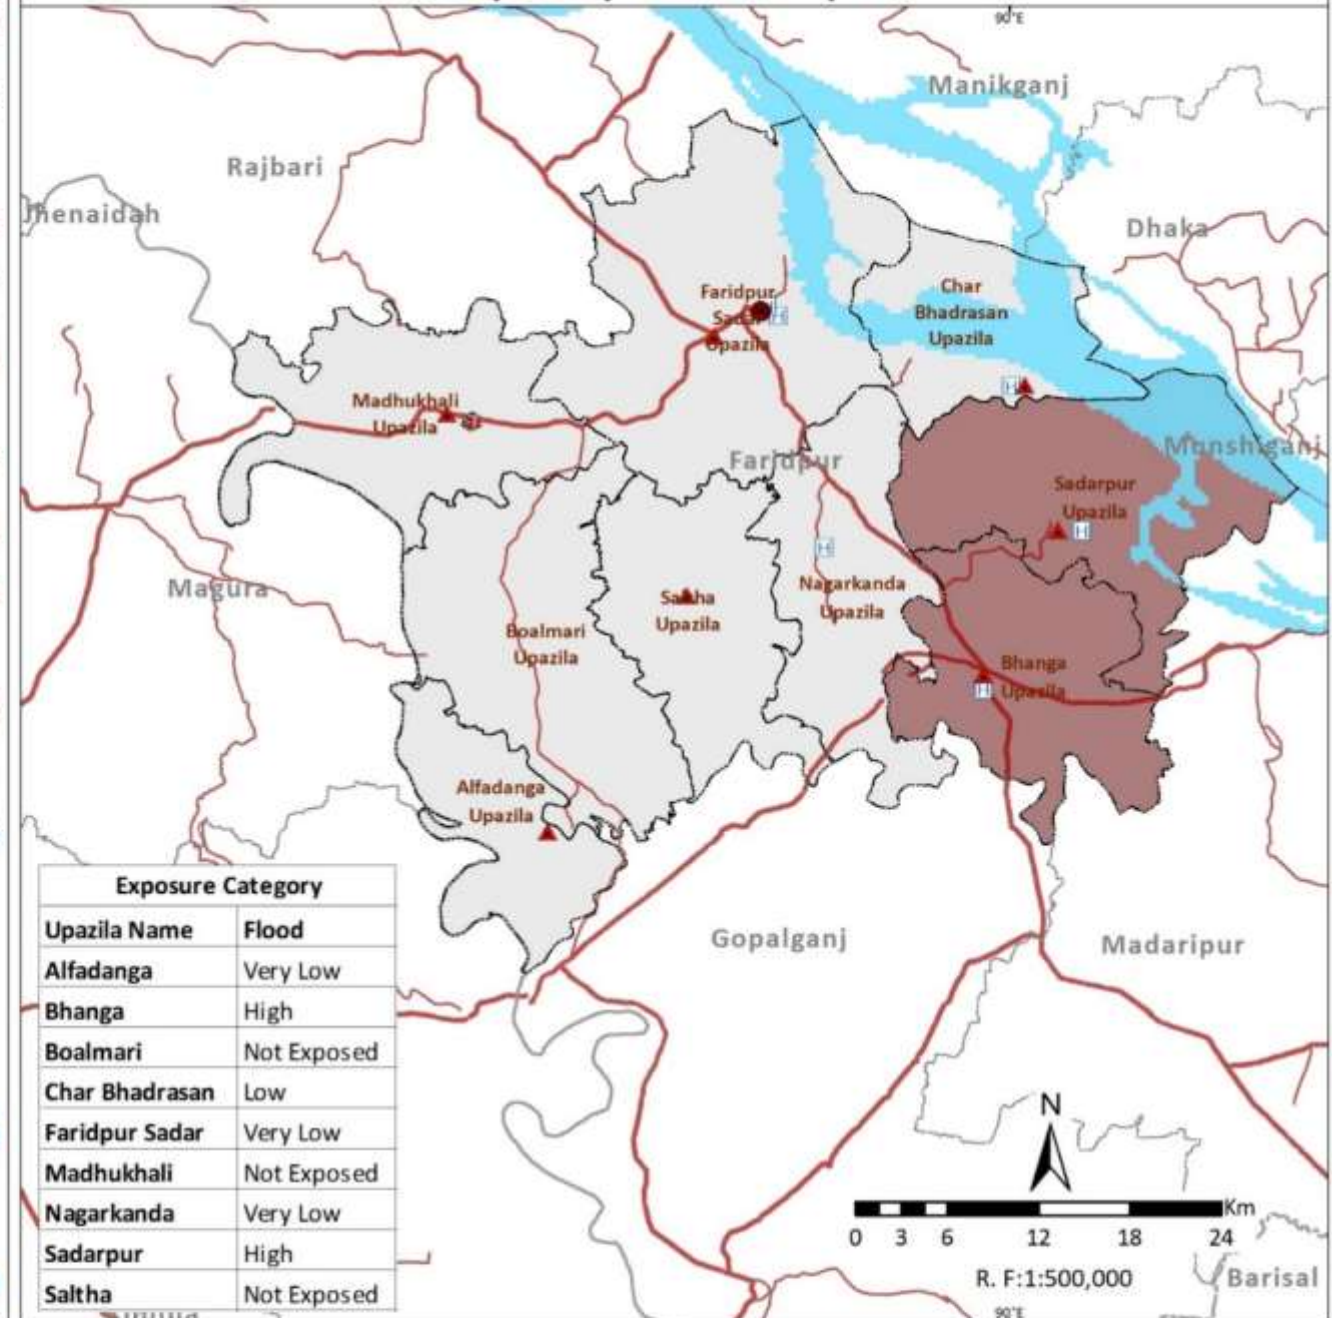 90°E
Manikganj
Rajbari
Jhenaidah
Dhaka
Char
Bhadrasan
Upazila
Faridpur
Sadar
Upazila
H
H
Madhukhali
Upazila
Faridpur
Munshiganj
Sadarpur
Upazila
H
H
Magura
Nagarkanda
Upazila
Saltha
Upazila
Boalmari
Upazila
Bhanga
Upazila
H
Alfadanga
Upazila
Gopalganj
Madaripur
Exposure Category
Upazila Name Flood
Alfadanga Very Low
Bhanga High
Boalmari Not Exposed
Char Bhadrasan Low
Faridpur Sadar Very Low
Madhukhali Not Exposed
Nagarkanda Very Low
Sadarpur High
Saltha Not Exposed
N
Km
0 3 6 12 18 24
R. F:1:500,000
Barisal
90°E